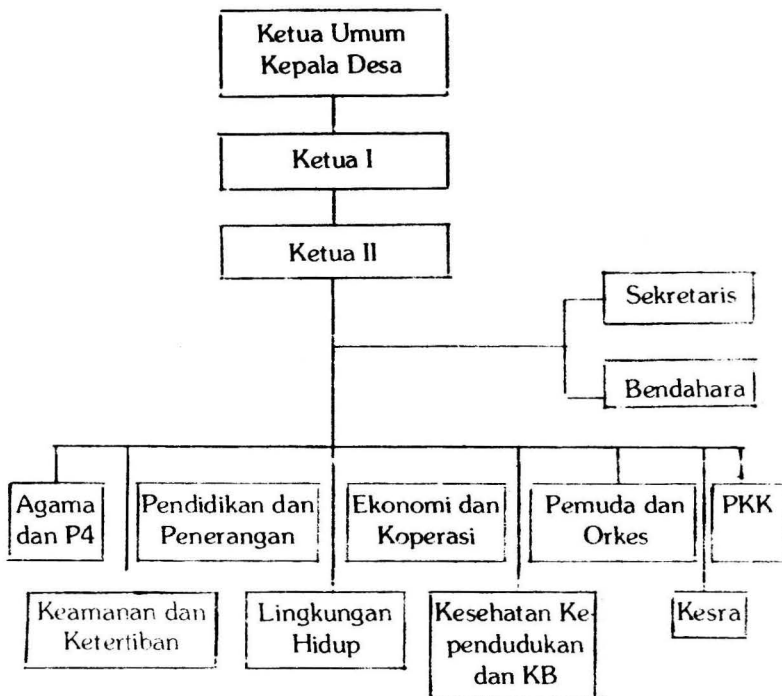 Ketua Umum
Kepala Desa
Ketua I
Ketua II
Sekretaris
Bendahara
Agama
dan P4
Pendidikan dan
Penerangan
Ekonomi dan
Koperasi
Pemuda dan
Orkes
PKK
Keamanan dan
Ketertiban
Lingkungan
Hidup
Kesehatan Ke-
pendudukan
dan KB
Kesra